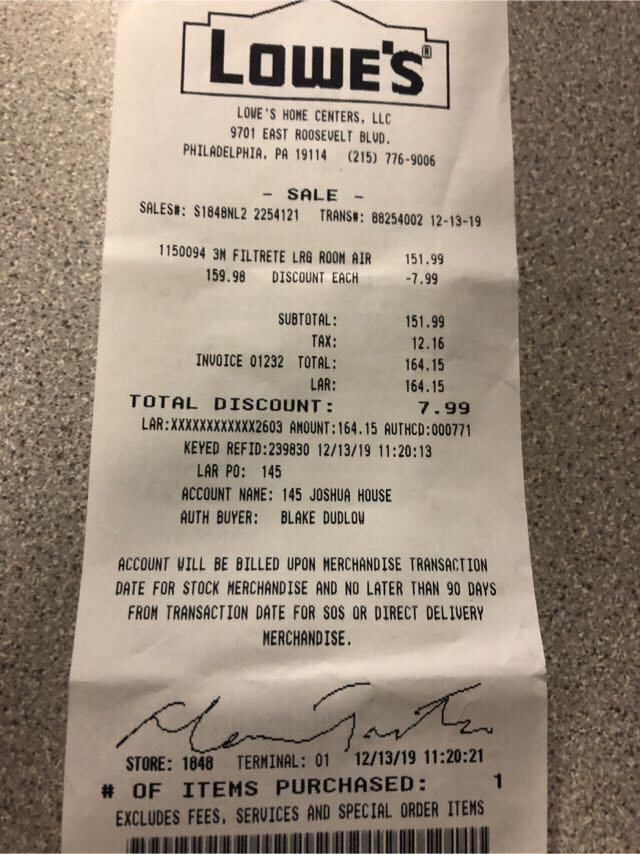 LOWE'S®
LOWE'S HOME CENTERS, LLC
9701 EAST ROOSEVELT BLVD.
PHILADELPHIA, PA 19114 (215) 776-9006
- SALE -
SALES#: S1848NL2 2254121 TRANS#: 88254002 12-13-19
1150094 3M FILTRETE LRG ROOM AIR 151.99
159.98 DISCOUNT EACH -7.99
SUBTOTAL: 151.99
TAX: 12.16
INVOICE 01232 TOTAL: 164.15
LAR: 164.15
TOTAL DISCOUNT: 7.99
LAR:XXXXXXXXXXXX2603 AMOUNT:164.15 AUTHCD:000771
KEYED REFID:239830 12/13/19 11:20:13
LAR PO: 145
ACCOUNT NAME: 145 JOSHUA HOUSE
AUTH BUYER: BLAKE DUDLOW
ACCOUNT WILL BE BILLED UPON MERCHANDISE TRANSACTION
DATE FOR STOCK MERCHANDISE AND NO LATER THAN 90 DAYS
FROM TRANSACTION DATE FOR SOS OR DIRECT DELIVERY
MERCHANDISE.
STORE: 1848 TERMINAL: 01 12/13/19 11:20:21
# OF ITEMS PURCHASED: 1
EXCLUDES FEES, SERVICES AND SPECIAL ORDER ITEMS